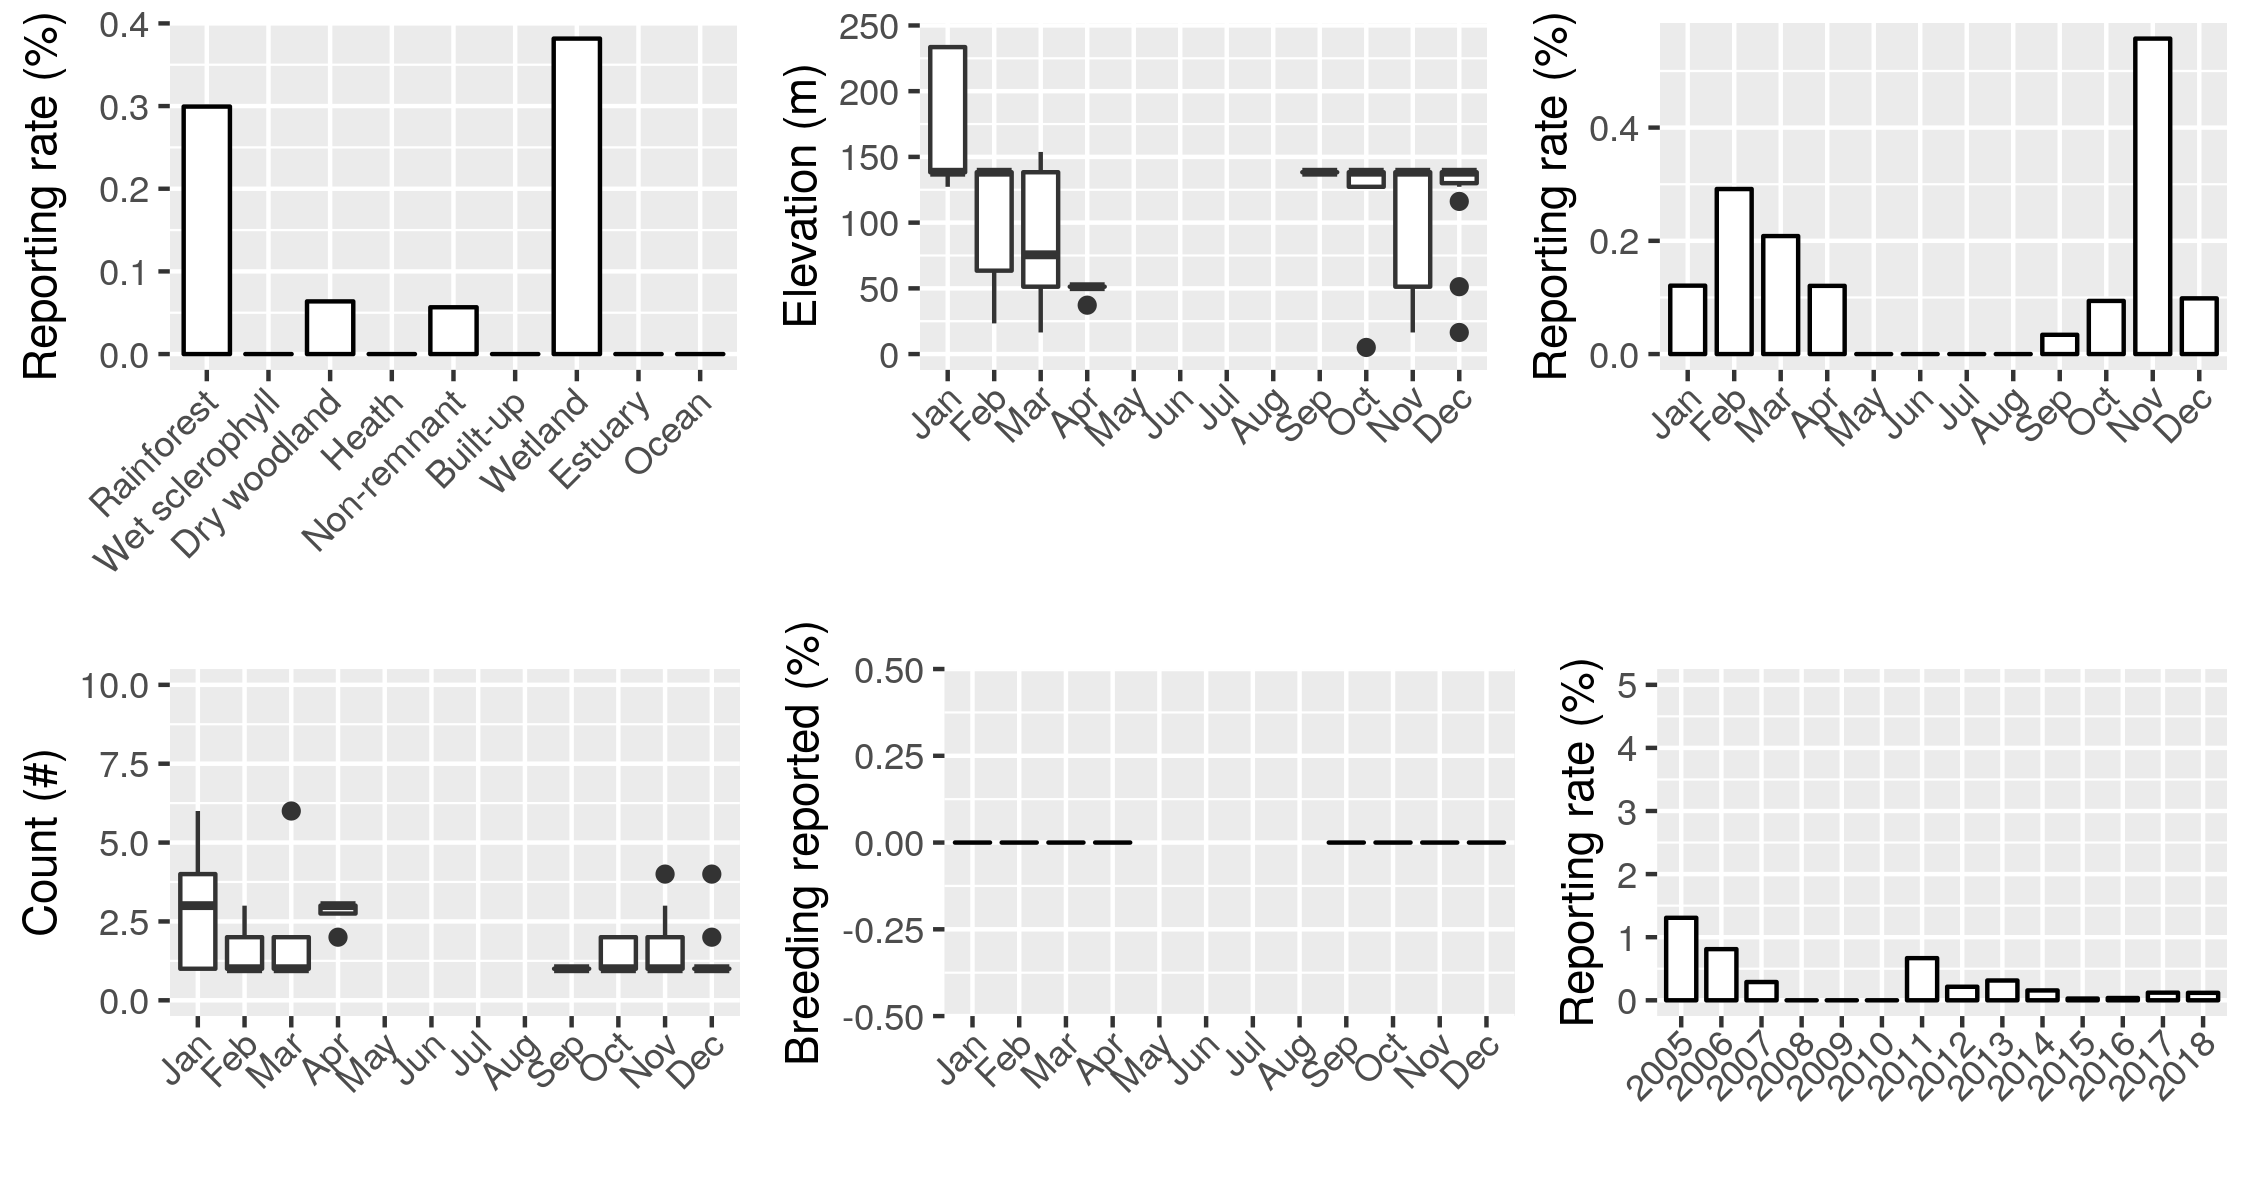 Reporting rate (%)
0.4
0.3
0.2
0.1
0.0
Rainforest
Wet sclerophyll
Dry woodland
Heath
Non-remnant
Built-up
Wetland
Estuary
Ocean
Elevation (m)
250
200
150
100
50
0
Jan
Feb
Mar
Apr
May
Jun
Jul
Aug
Sep
Oct
Nov
Dec
Reporting rate (%)
0.4
0.2
0.0
Jan
Feb
Mar
Apr
May
Jun
Jul
Aug
Sep
Oct
Nov
Dec
Count (#)
10.0
7.5
5.0
2.5
0.0
Jan
Feb
Mar
Apr
May
Jun
Jul
Aug
Sep
Oct
Nov
Dec
Breeding reported (%)
0.50
0.25
0.00
-0.25
-0.50
Jan
Feb
Mar
Apr
May
Jun
Jul
Aug
Sep
Oct
Nov
Dec
Reporting rate (%)
5
4
3
2
1
0
2005
2006
2007
2008
2009
2010
2011
2012
2013
2014
2015
2016
2017
2018